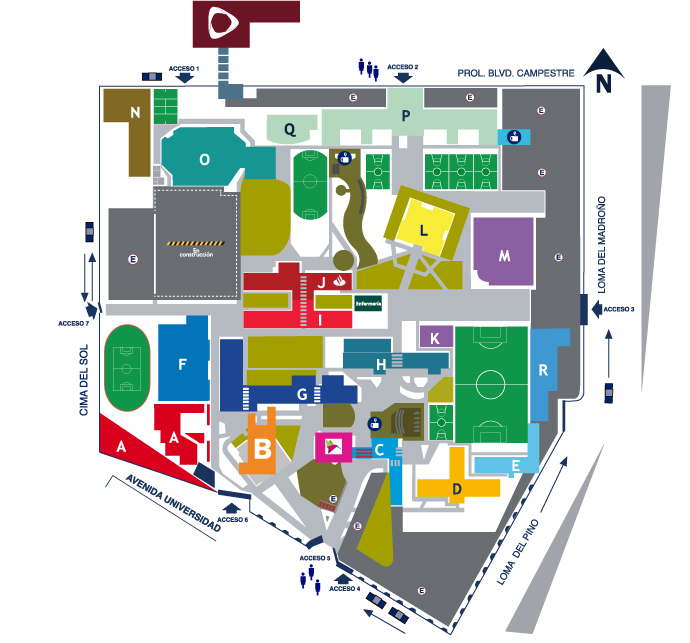 ACCESO 1
ACCESO 2
PROL. BLVD. CAMPESTRE
N
E
E
N
E
Q
P
O
E
L
M
E
En
construcción
E
LOMA DEL MADROÑO
J
Enfermería
I
ACCESO 3
ACCESO 7
K
H
F
R
CIMA DEL SOL
G
A
A
B
C
E
D
AVENIDA UNIVERSIDAD
E
E
ACCESO 6
LOMA DEL PINO
ACCESO 5
ACCESO 4
E